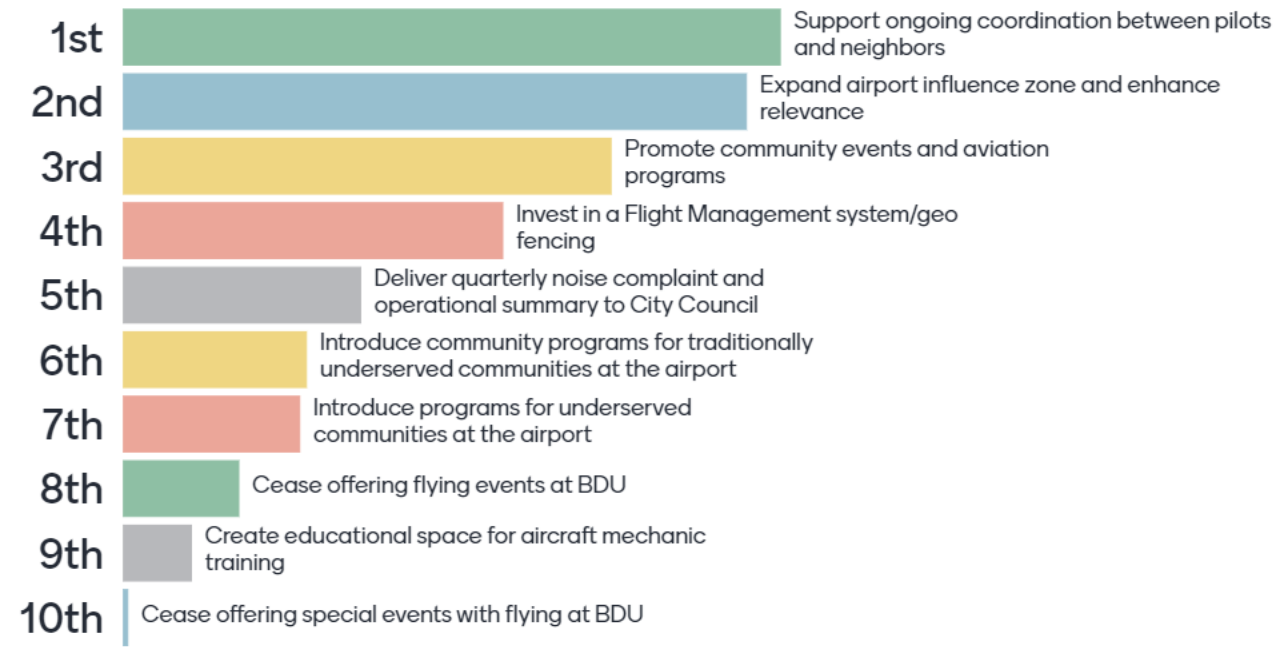 1st
Support ongoing coordination between pilots
and neighbors
2nd
Expand airport influence zone and enhance
relevance
3rd
Promote community events and aviation
programs
4th
Invest in a Flight Management system/geo
fencing
5th
Deliver quarterly noise complaint and
operational summary to City Council
6th
Introduce community programs for traditionally
underserved communities at the airport
7th
Introduce programs for underserved
communities at the airport
8th
Cease offering flying events at BDU
9th
Create educational space for aircraft mechanic
training
10th
Cease offering special events with flying at BDU